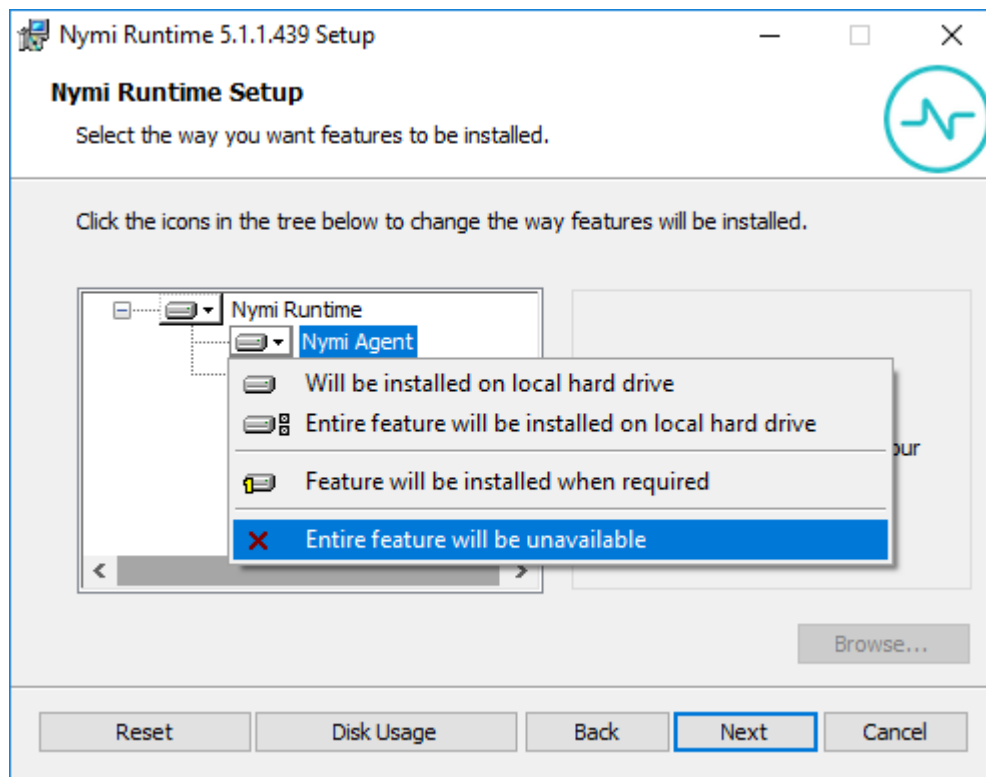 Nymi Runtime 5.1.1.439 Setup
Nymi Runtime Setup
Select the way you want features to be installed.
Click the icons in the tree below to change the way features will be installed.
Nymi Runtime
Nymi Agent
Will be installed on local hard drive
Entire feature will be installed on local hard drive
Feature will be installed when required
Entire feature will be unavailable
Browse...
Reset
Disk Usage
Back
Next
Cancel